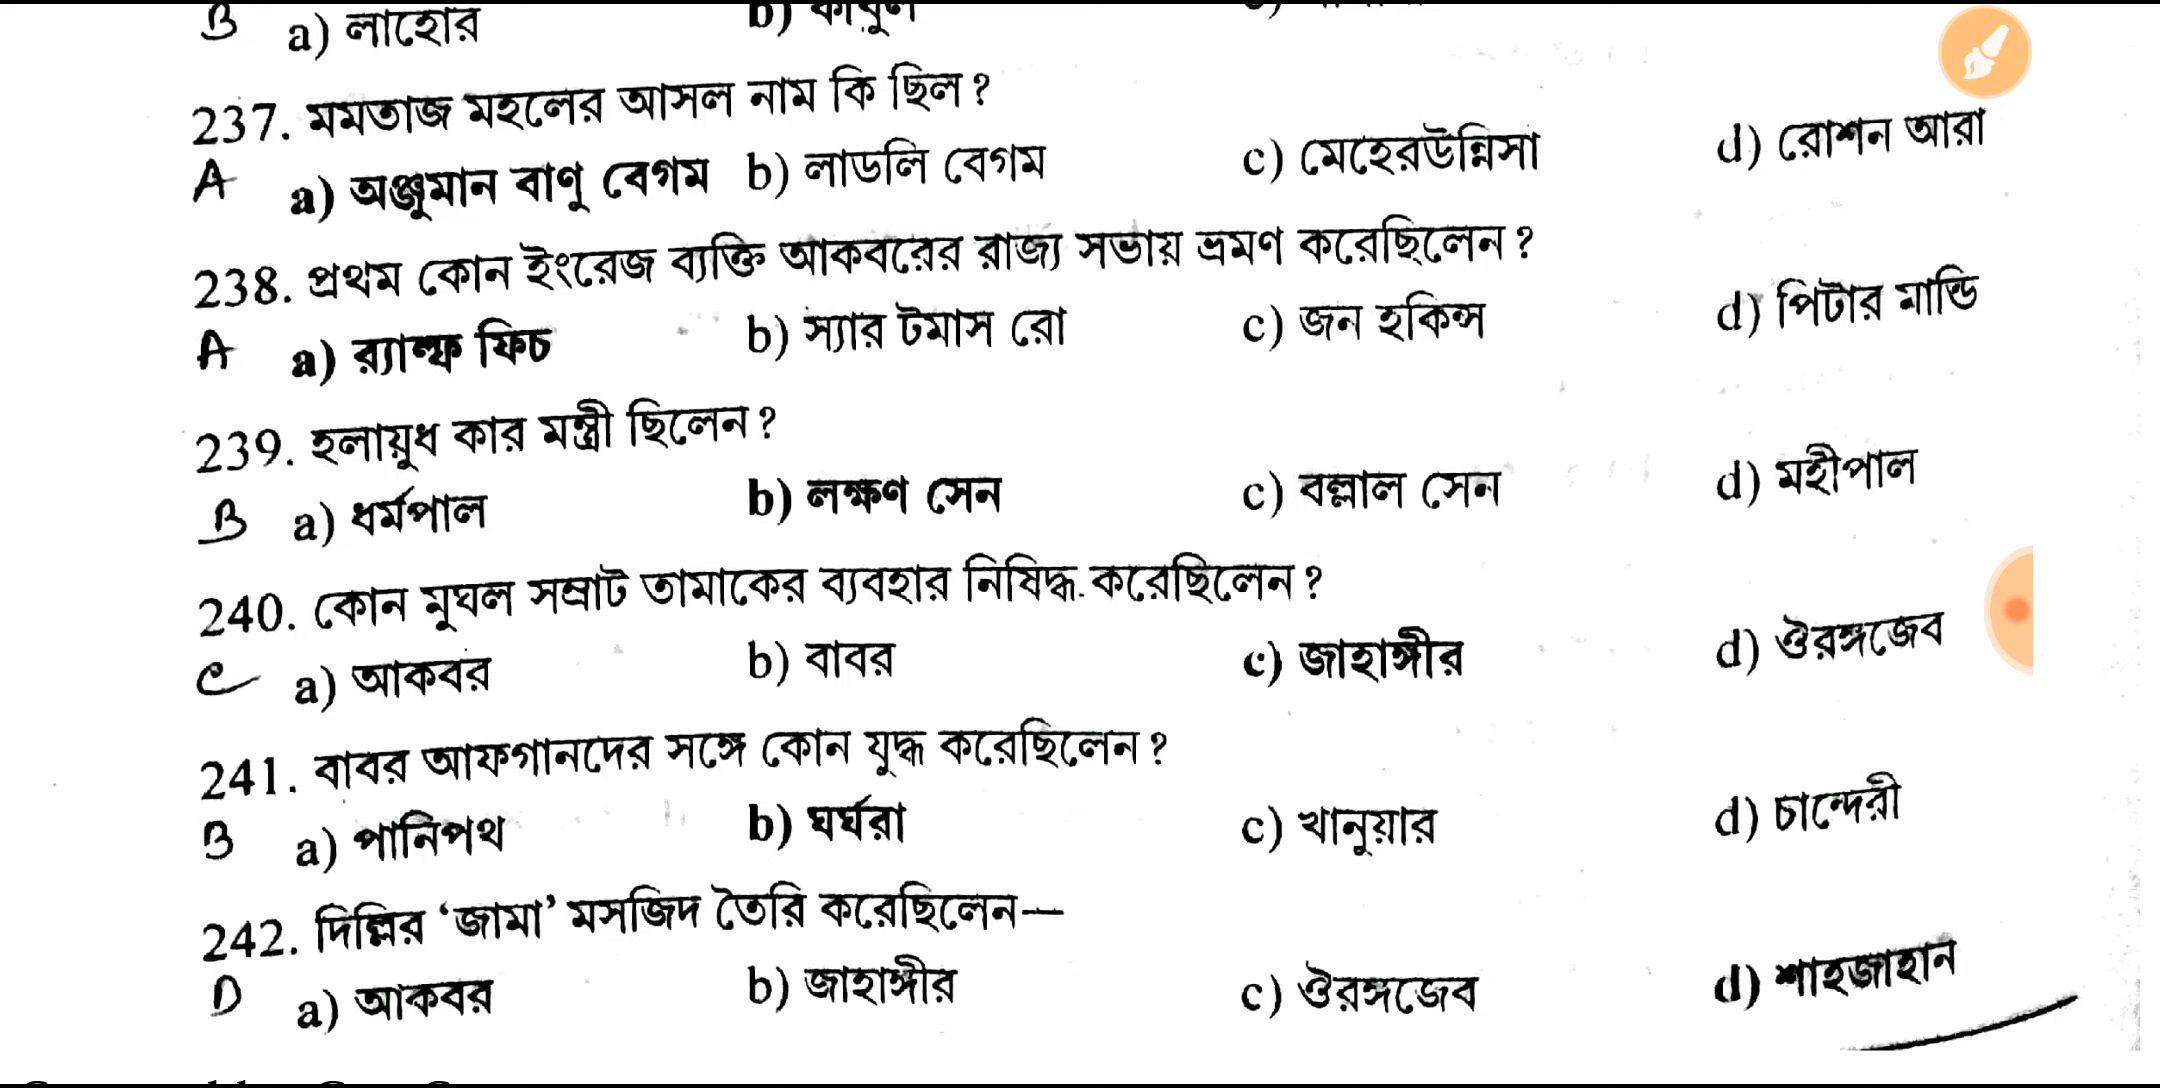 B a) লাহোর b) কাবুল
237. মমতাজ মহলের আসল নাম কি ছিল?
A a) অঞ্জুমান বাণু বেগম b) লাডলি বেগম c) মেহেরউন্নিসা d) রোশন আরা
238. প্রথম কোন ইংরেজ ব্যক্তি আকবরের রাজ্য সভায় ভ্রমণ করেছিলেন?
A a) র‍্যাল্ফ ফিচ b) স্যার টমাস রো c) জন হকিন্স d) পিটার মান্ডি
239. হলায়ুধ কার মন্ত্রী ছিলেন?
B a) ধর্মপাল b) লক্ষণ সেন c) বল্লাল সেন d) মহীপাল
240. কোন মুঘল সম্রাট তামাকের ব্যবহার নিষিদ্ধ করেছিলেন?
C a) আকবর b) বাবর c) জাহাঙ্গীর d) ঔরঙ্গজেব
241. বাবর আফগানদের সঙ্গে কোন যুদ্ধ করেছিলেন?
B a) পানিপথ b) ঘর্ঘরা c) খানুয়ার d) চান্দেরী
242. দিল্লির ‘জামা’ মসজিদ তৈরি করেছিলেন—
D a) আকবর b) জাহাঙ্গীর c) ঔরঙ্গজেব d) শাহজাহান